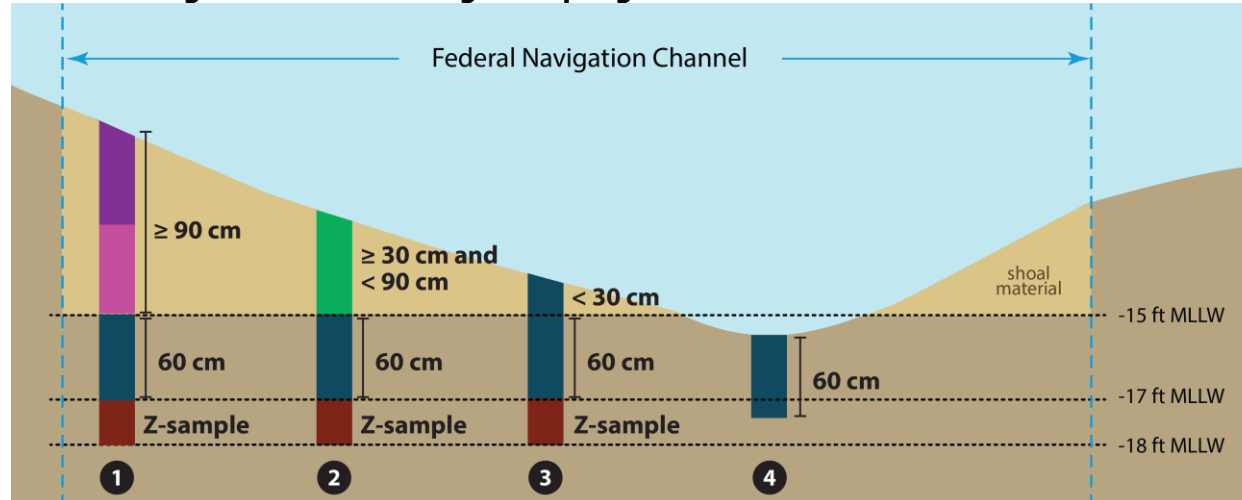 Federal Navigation Channel
≥ 90 cm
≥ 30 cm and
< 90 cm
< 30 cm
shoal
material
-15 ft MLLW
60 cm
60 cm
60 cm
60 cm
-17 ft MLLW
Z-sample
Z-sample
Z-sample
-18 ft MLLW
1
2
3
4